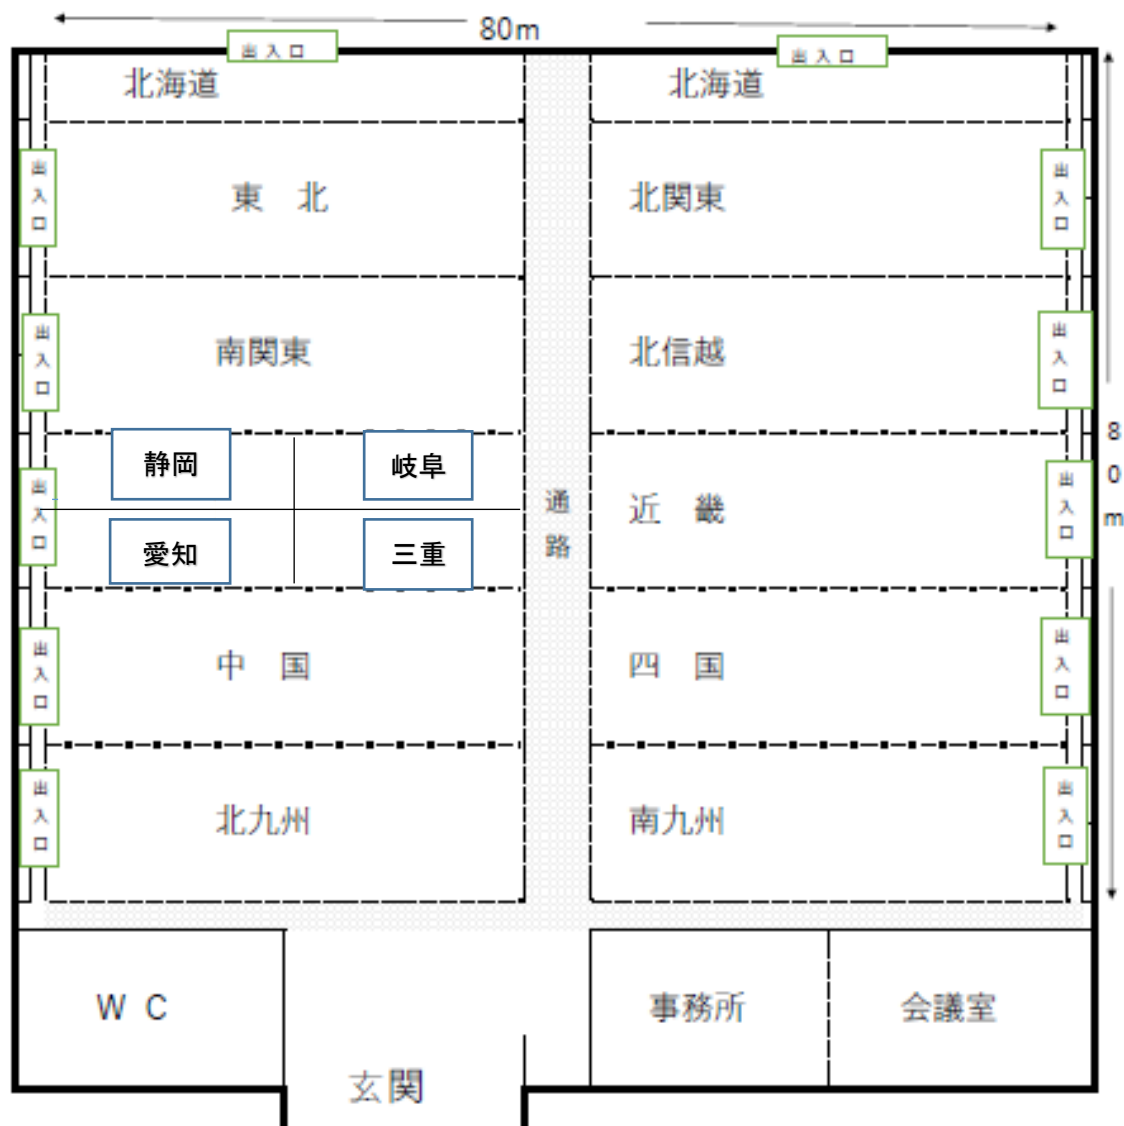 80m
出入口
出入口
北海道
北海道
出入口
東 北
北関東
出入口
出入口
南関東
北信越
出入口
80m
静岡
岐阜
出入口
愛知
三重
通路
近 畿
出入口
出入口
中 国
四 国
出入口
出入口
北九州
南九州
出入口
WC
事務所
会議室
玄関